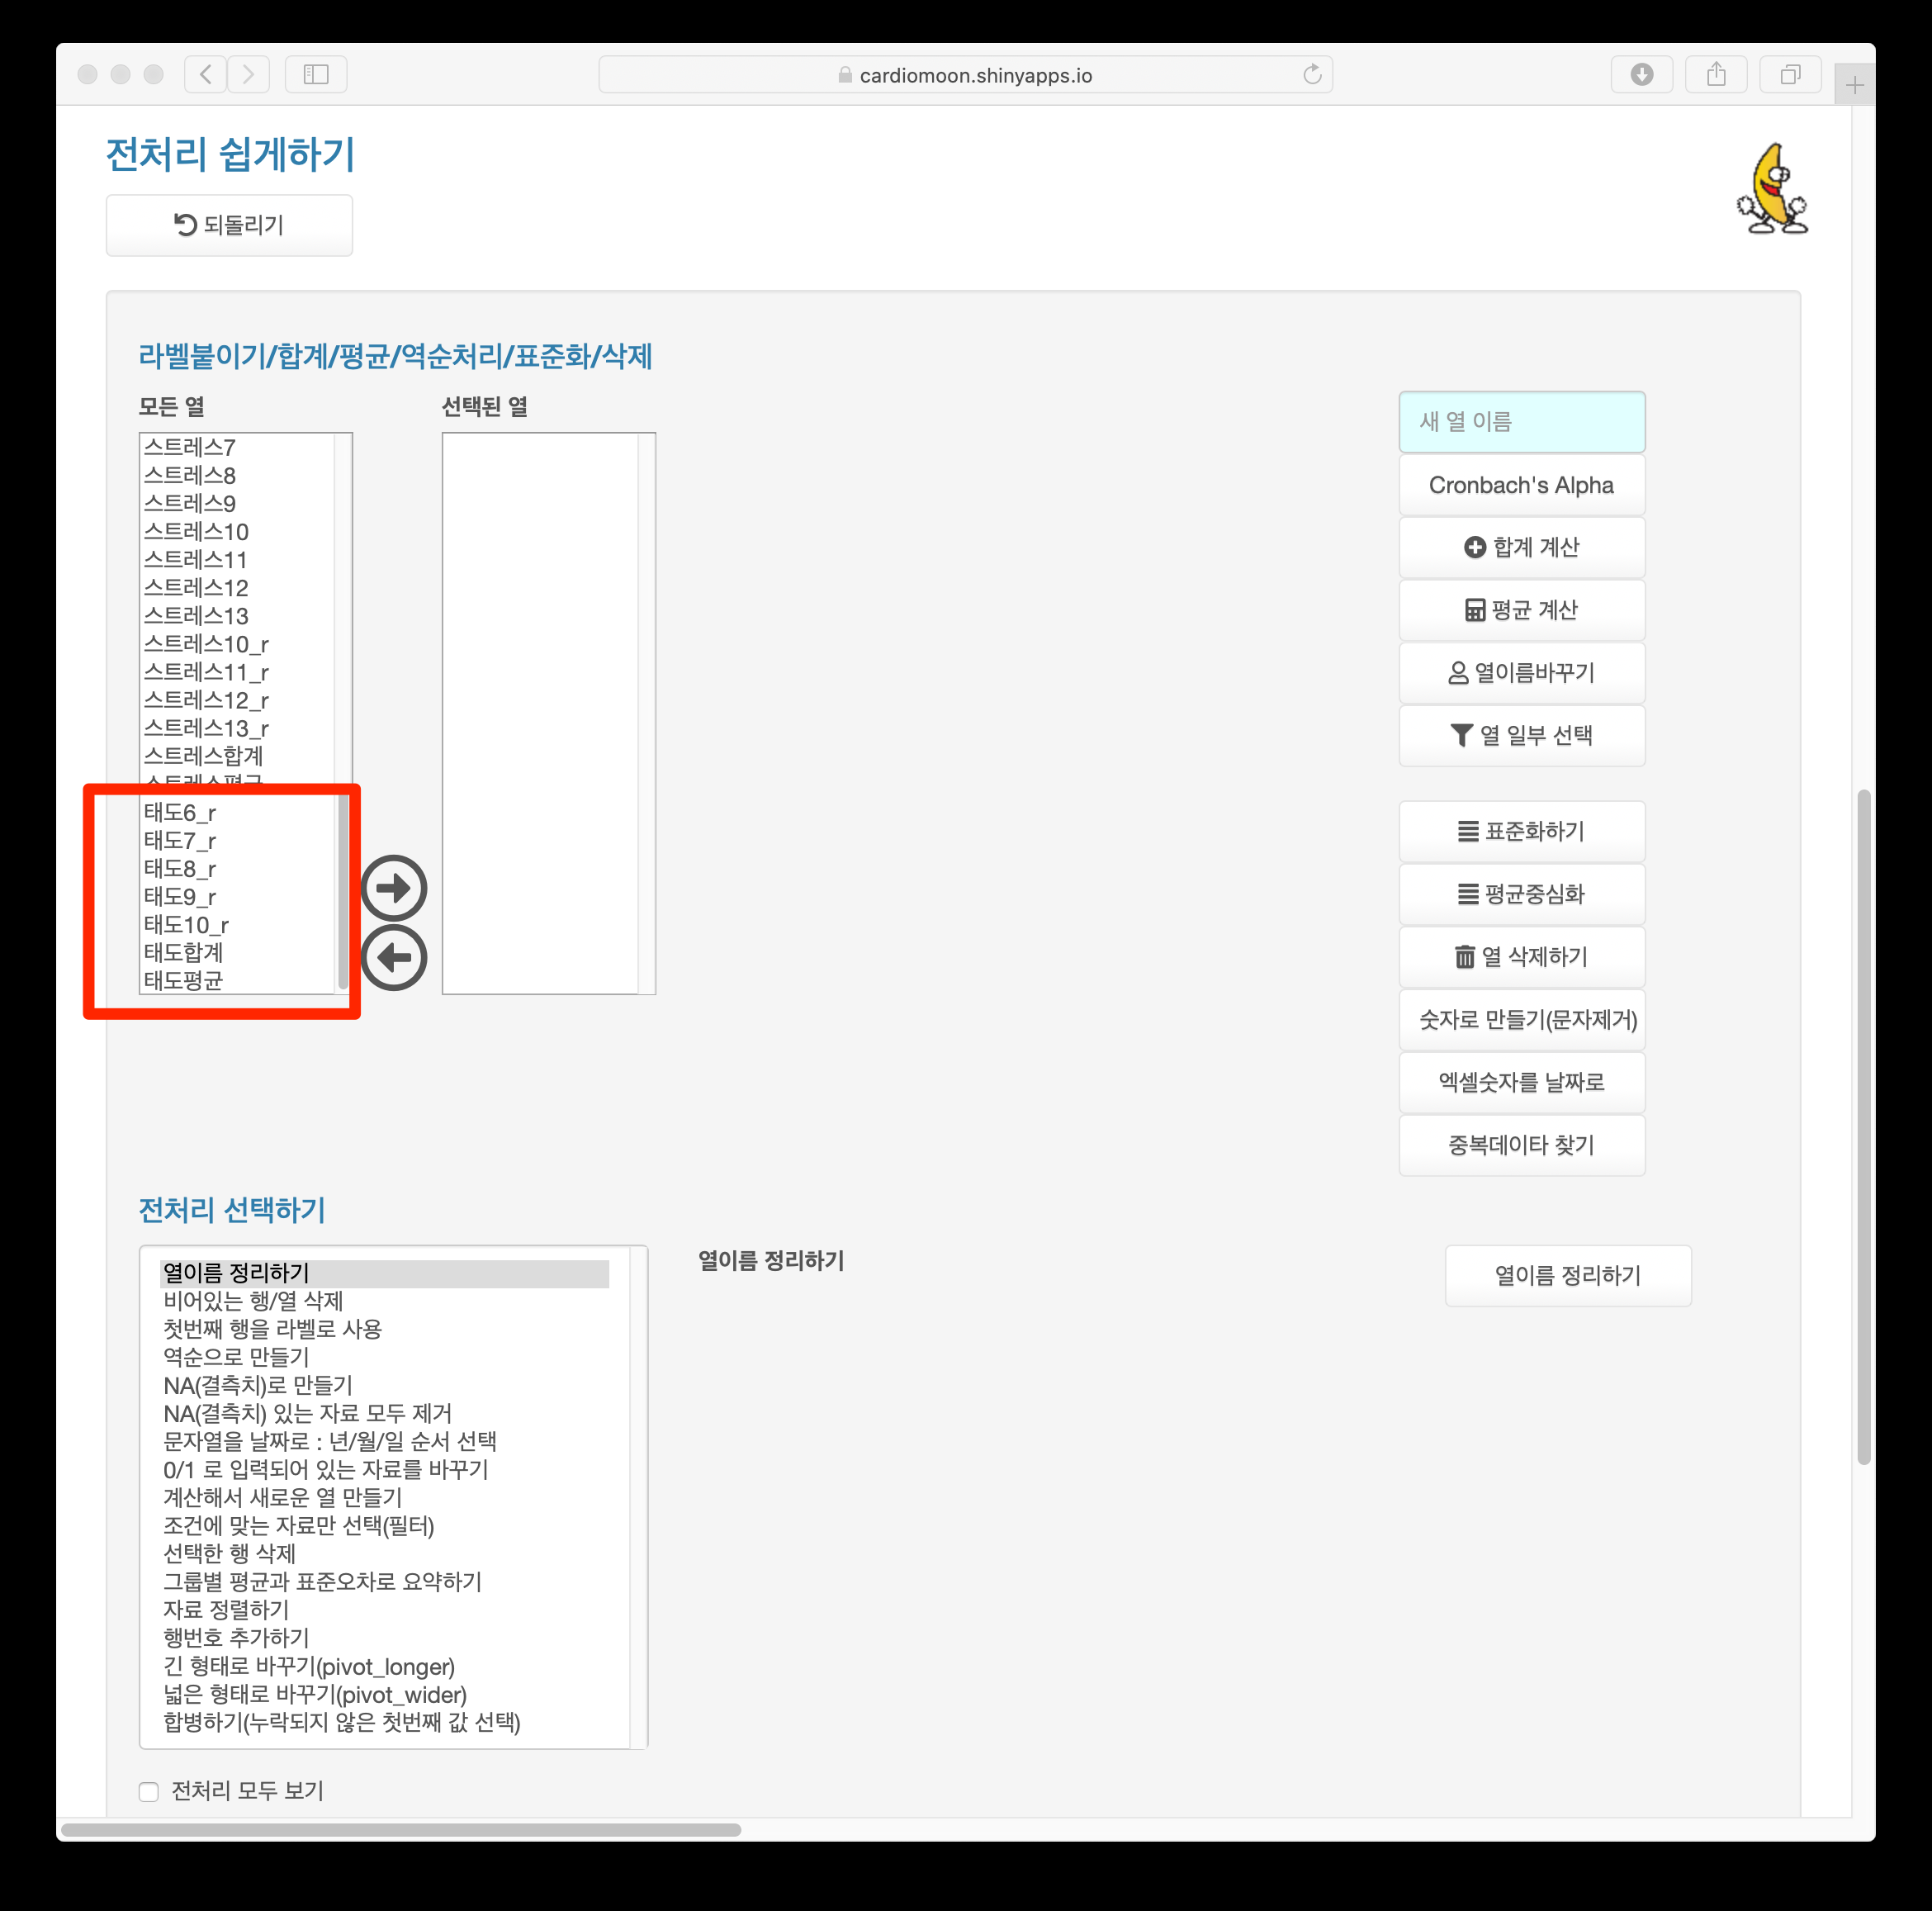 cardiomoon.shinyapps.io
전처리 쉽게하기
되돌리기
라벨붙이기/합계/평균/역순처리/표준화/삭제
모든 열
스트레스7
스트레스8
스트레스9
스트레스10
스트레스11
스트레스12
스트레스13
스트레스10_r
스트레스11_r
스트레스12_r
스트레스13_r
스트레스합계
스트레스평균
태도6_r
태도7_r
태도8_r
태도9_r
태도10_r
태도합계
태도평균
선택된 열
새 열 이름
Cronbach's Alpha
합계 계산
평균 계산
열이름바꾸기
열 일부 선택
표준화하기
평균중심화
열 삭제하기
숫자로 만들기(문자제거)
엑셀숫자를 날짜로
중복데이타 찾기
전처리 선택하기
열이름 정리하기
비어있는 행/열 삭제
첫번째 행을 라벨로 사용
역순으로 만들기
NA(결측치)로 만들기
NA(결측치) 있는 자료 모두 제거
문자열을 날짜로 : 년/월/일 순서 선택
0/1 로 입력되어 있는 자료를 바꾸기
계산해서 새로운 열 만들기
조건에 맞는 자료만 선택(필터)
선택한 행 삭제
그룹별 평균과 표준오차로 요약하기
자료 정렬하기
행번호 추가하기
긴 형태로 바꾸기(pivot_longer)
넓은 형태로 바꾸기(pivot_wider)
합병하기(누락되지 않은 첫번째 값 선택)
열이름 정리하기
열이름 정리하기
전처리 모두 보기